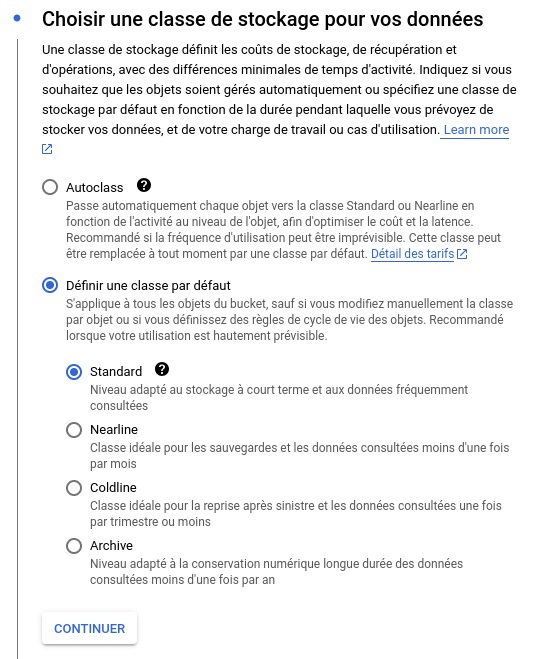 Choisir une classe de stockage pour vos données
Une classe de stockage définit les coûts de stockage, de récupération et
d'opérations, avec des différences minimales de temps d'activité. Indiquez si vous
souhaitez que les objets soient gérés automatiquement ou spécifiez une classe de
stockage par défaut en fonction de la durée pendant laquelle vous prévoyez de
stocker vos données, et de votre charge de travail ou cas d'utilisation. Learn more
Autoclass
Passe automatiquement chaque objet vers la classe Standard ou Nearline en
fonction de l'activité au niveau de l'objet, afin d'optimiser le coût et la latence.
Recommandé si la fréquence d'utilisation peut être imprévisible. Cette classe peut
être remplacée à tout moment par une classe par défaut. Détail des tarifs
Définir une classe par défaut
S'applique à tous les objets du bucket, sauf si vous modifiez manuellement la classe
par objet ou si vous définissez des règles de cycle de vie des objets. Recommandé
lorsque votre utilisation est hautement prévisible.
Standard
Niveau adapté au stockage à court terme et aux données fréquemment
consultées
Nearline
Classe idéale pour les sauvegardes et les données consultées moins d'une fois
par mois
Coldline
Classe idéale pour la reprise après sinistre et les données consultées une fois
par trimestre ou moins
Archive
Niveau adapté à la conservation numérique longue durée des données
consultées moins d'une fois par an
CONTINUER